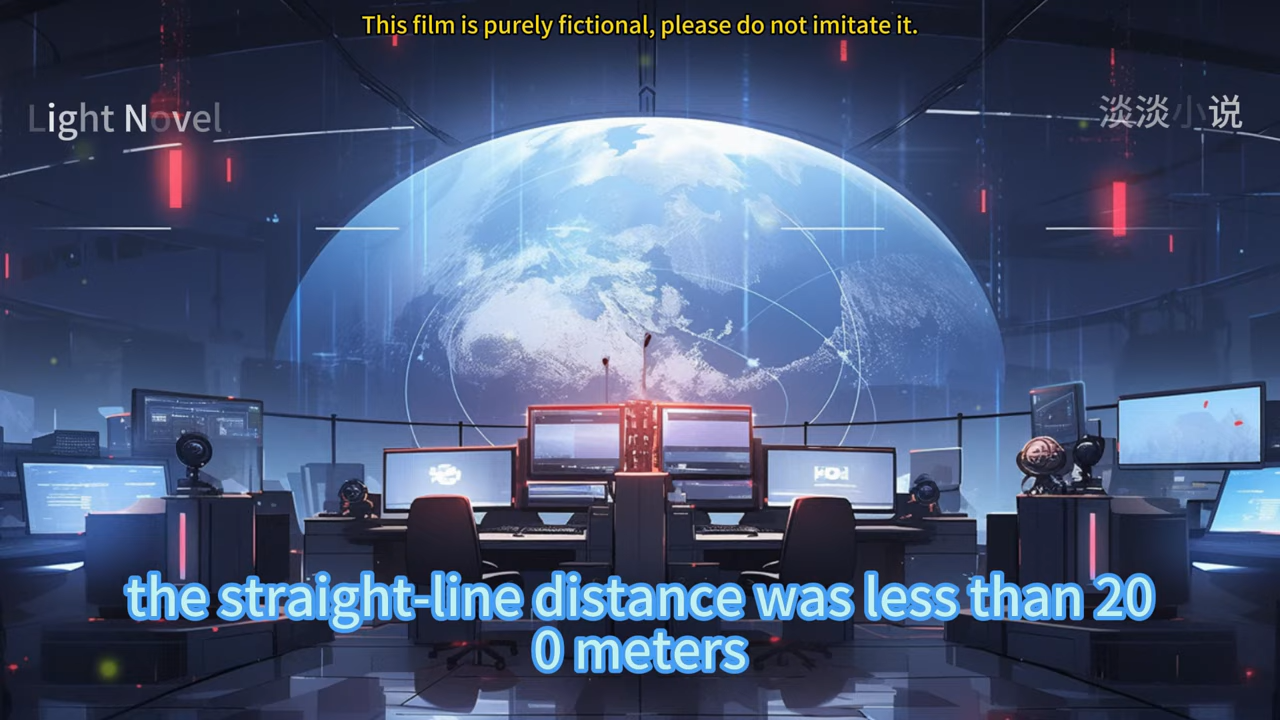 This film is purely fictional, please do not imitate it.
Light Novel
淡淡小说
the straight-line distance was less than 20
0 meters